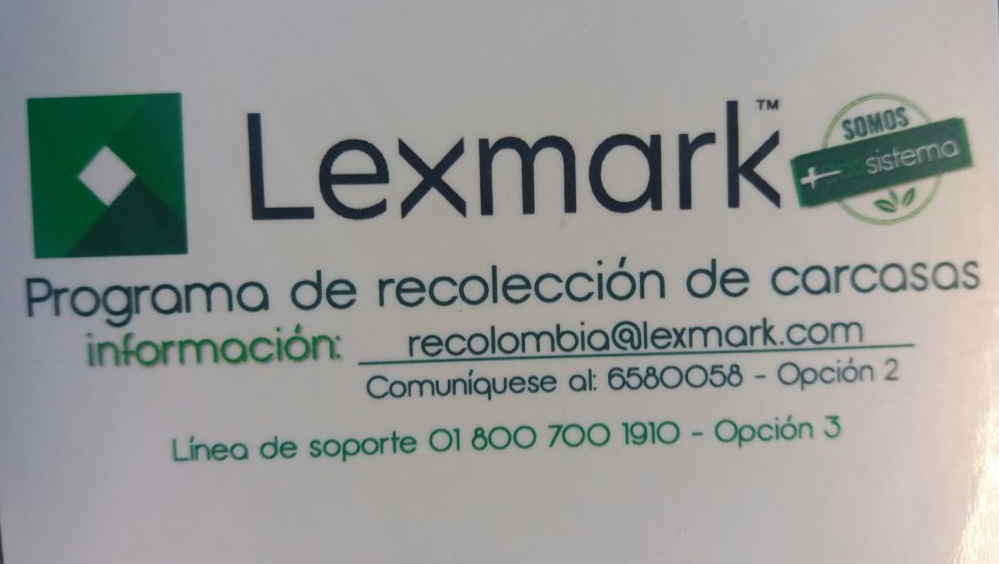 Lexmark™
SOMOS
+ecosistema
Programa de recolección de carcasas
información: recolombia@lexmark.com
Comuníquese al: 6580058 - Opción 2
Línea de soporte 01 800 700 1910 - Opción 3